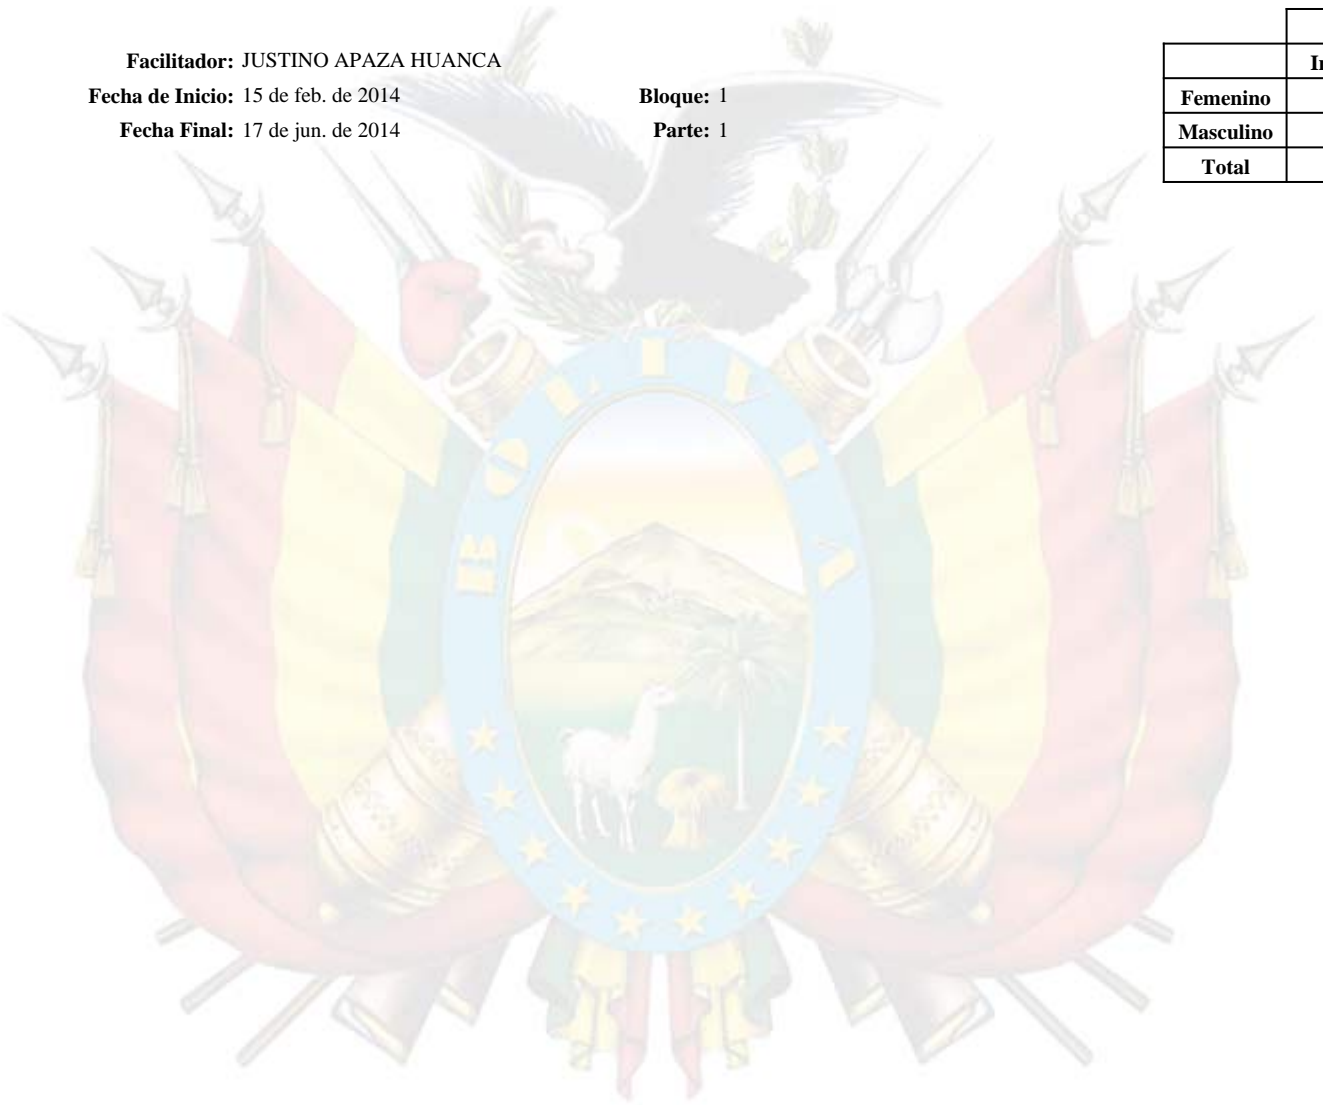 Facilitador: JUSTINO APAZA HUANCA
Fecha de Inicio: 15 de feb. de 2014 Bloque: 1
Fecha Final: 17 de jun. de 2014 Parte: 1
Femenino
Masculino
Total
BOLIVIA